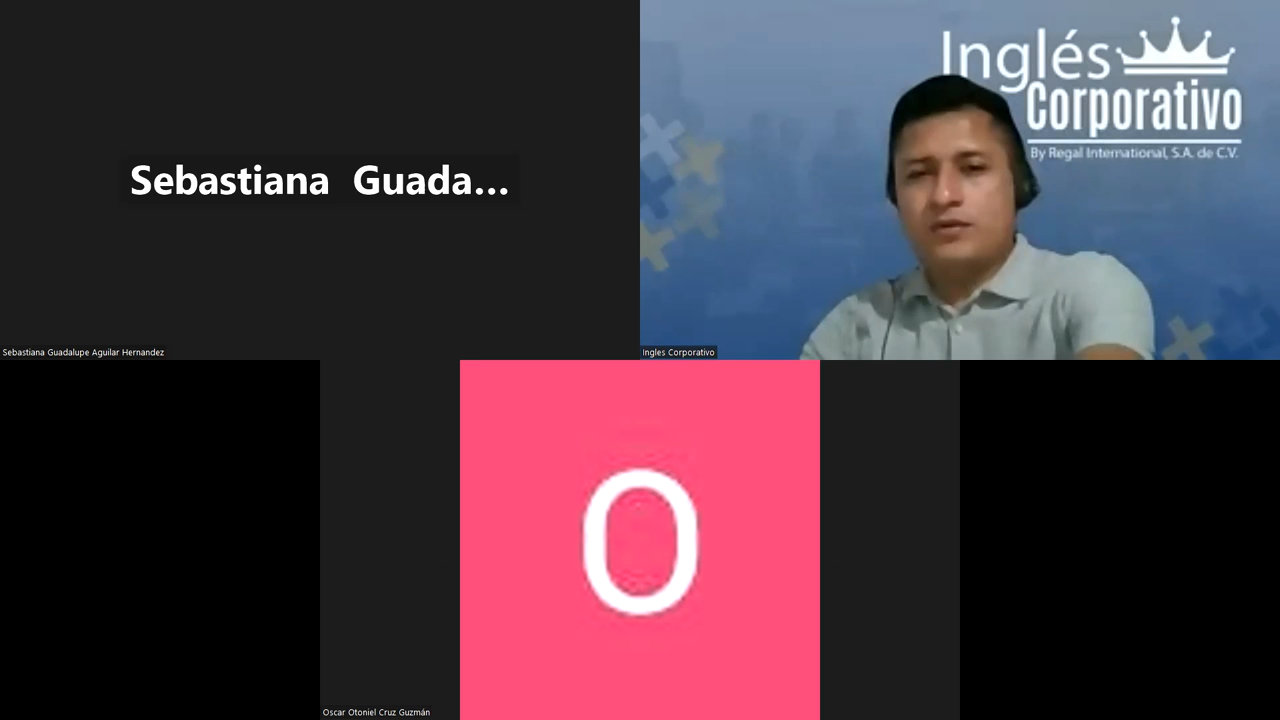 Sebastiana Guada...
Sebastiana Guadalupe Aguilar Hernandez
Inglés
Corporativo
By Regal International, S.A. de C.V.
Ingles Corporativo
O
Oscar Otoniel Cruz Guzmán